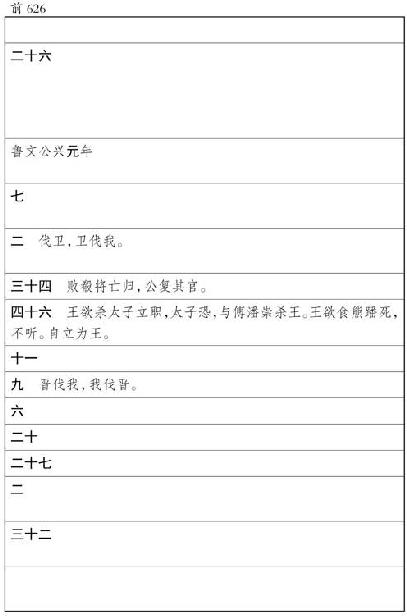 前626
二十六
鲁文公兴元年
七
二 伐卫，卫伐我。
三十四 败殽将亡归，公复其官。
四十六 王欲杀太子立职，太子恐，与傅潘崇杀王。王欲食熊蹯死，
不听。自立为王。
十一
九 晋伐我，我伐晋。
六
二十
二十七
二
三十二